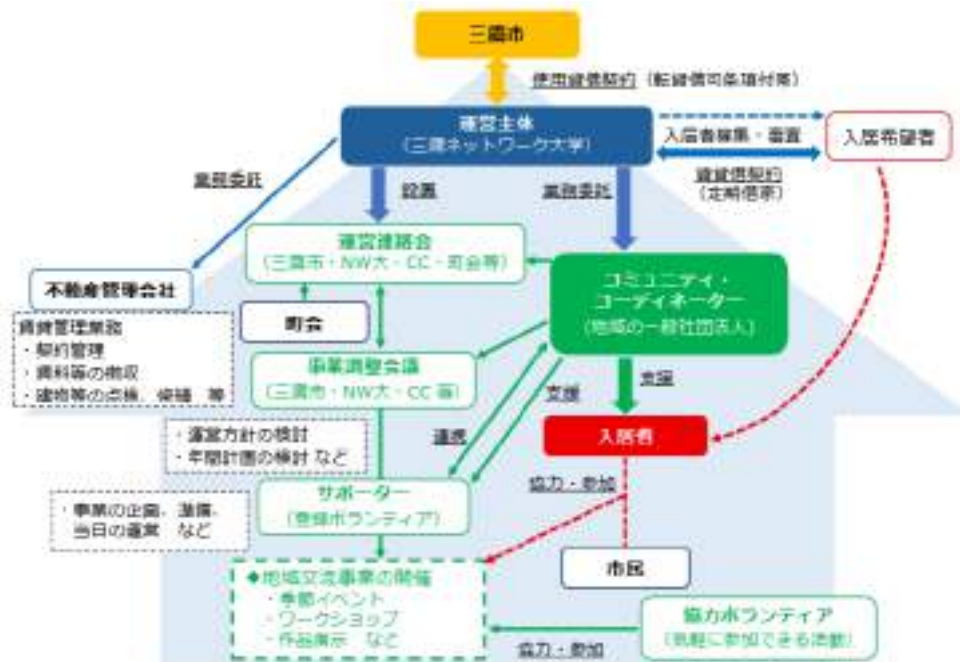 三鷹市
使用貸借契約（転貸借可条項付帯）
運営主体
（三鷹ネットワーク大学）
入居者募集・審査
入居希望者
賃貸借契約
（定期借家）
業務委託
設置
業務委託
運営連絡会
（三鷹市・NW大・CC・町会等）
コミュニティ・
コーディネーター
（地域の一般社団法人）
不動産管理会社
賃貸管理業務
・契約管理
・賃料等の徴収
・建物等の点検、修繕 等
町会
事業調整会議
（三鷹市・NW大・CC 等）
支援
支援
連携
入居者
・運営方針の検討
・年間計画の検討 など
協力・参加
サポーター
（登録ボランティア）
・事業の企画、準備、
当日の運営 など
市民
◆地域交流事業の開催
・季節イベント
・ワークショップ
・作品展示 など
協力ボランティア
（気軽に参加できる活動）
協力・参加